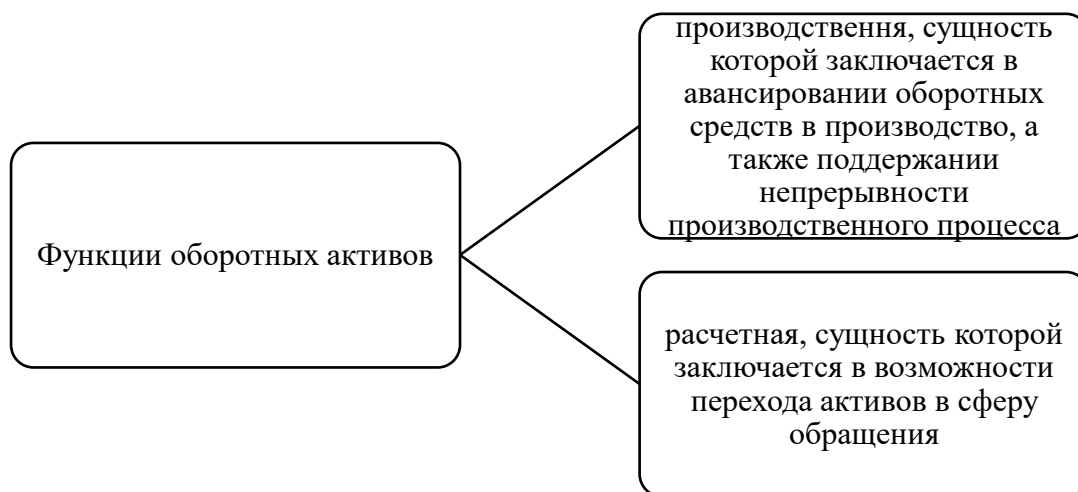 Функции оборотных активов
производствення, сущность
которой заключается в
авансировании оборотных
средств в производство, а
также поддержании
непрерывности
производственного процесса
расчетная, сущность которой
заключается в возможности
перехода активов в сферу
обращения